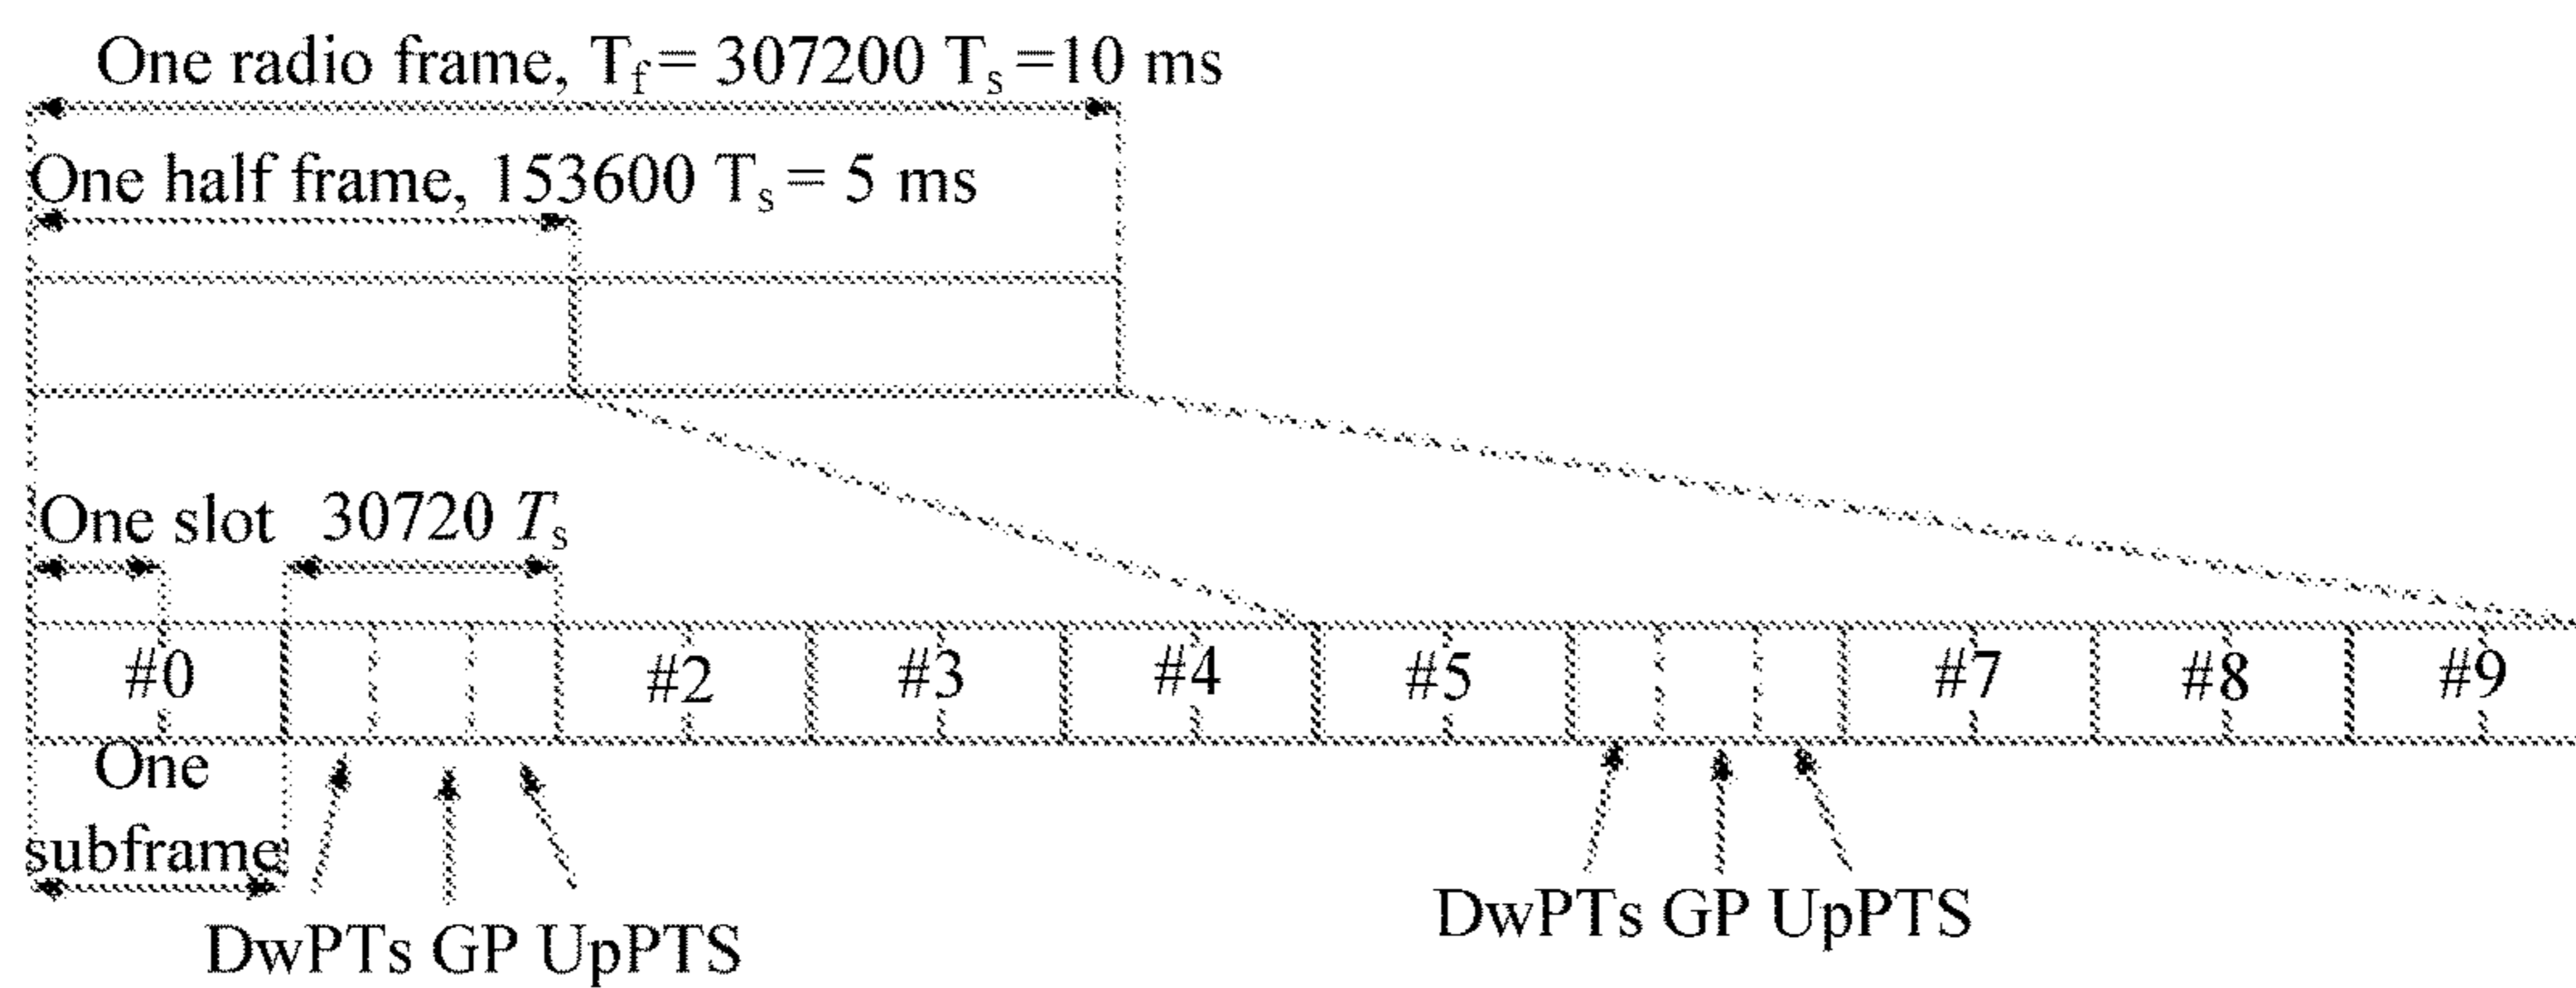 One radio frame, Tf = 307200 Ts =10 ms
One half frame, 153600 Ts = 5 ms
One slot 30720 Ts
#0 #2 #3 #4 #5 #7 #8 #9
One
subframe
DwPTs GP UpPTS
DwPTs GP UpPTS